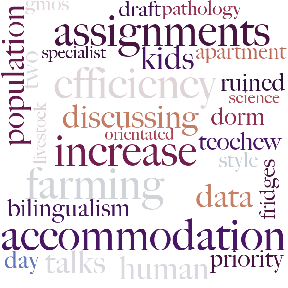 gmos
draft pathology
assignments
population
two
specialist
kids
apartment
efficiency
ruined
science
discussing
dorm
orientated
livestock
increase
teochew
style
farming
data
fridges
bilingualism
accommodation
day
talks
human
priority